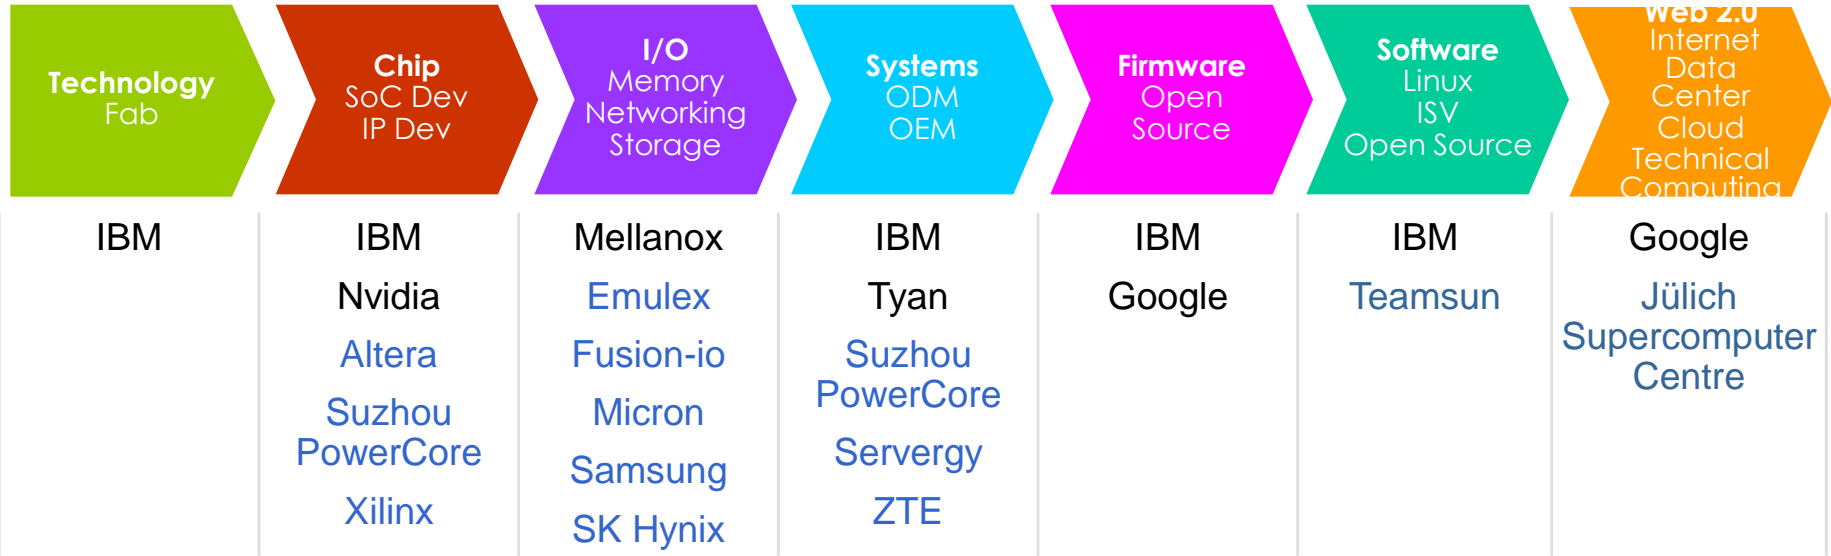 Technology
Fab
Chip
SoC Dev
IP Dev
I/O
Memory
Networking
Storage
Systems
ODM
OEM
Firmware
Open
Source
Software
Linux
ISV
Open Source
Web 2.0
Internet
Data
Center
Cloud
Technical
Computing
IBM
IBM
Nvidia
Altera
Suzhou
PowerCore
Xilinx
Mellanox
Emulex
Fusion-io
Micron
Samsung
SK Hynix
IBM
Tyan
Suzhou
PowerCore
Servergy
ZTE
IBM
Google
IBM
Teamsun
Google
Jülich
Supercomputer
Centre